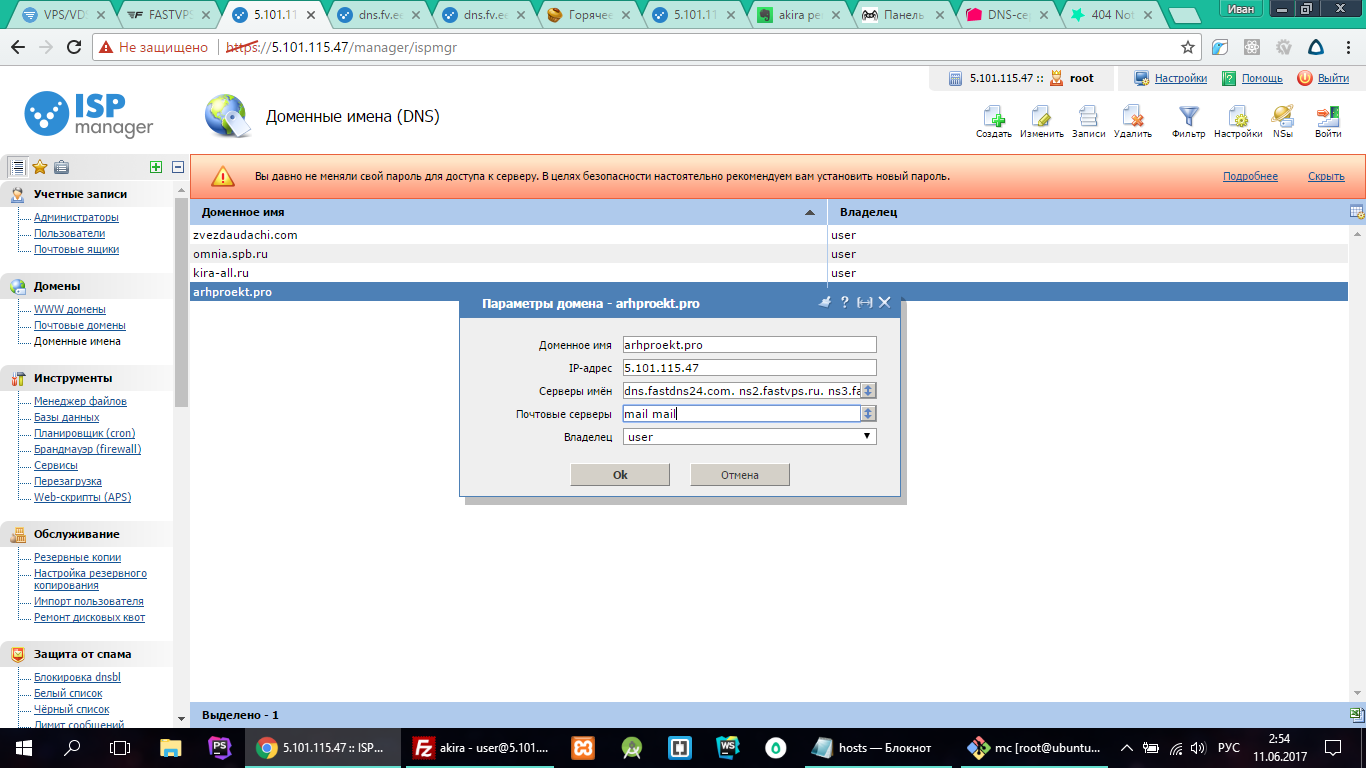 VPS/VD
FASTVPS
5.101.11
dns.fv.ee
dns.fv.ee
Горячее
5.101.11
akira ре
Панель
DNS-се
404 Not
Иван
Не защищено
https://5.101.115.47/manager/ispmgr
5.101.115.47 :: root
Настройки
Помощь
Выйти
ISP
manager
Доменные имена (DNS)
Создать
Изменить
Записи
Удалить
Фильтр
Настройки
NSы
Войти
Вы давно не меняли свой пароль для доступа к серверу. В целях безопасности настоятельно рекомендуем вам установить новый пароль.
Подробнее
Скрыть
Учетные записи
Администраторы
Пользователи
Почтовые ящики
Домены
WWW домены
Почтовые домены
Доменные имена
Инструменты
Менеджер файлов
Базы данных
Планировщик (cron)
Брандмауэр (firewall)
Сервисы
Перезагрузка
Web-скрипты (APS)
Обслуживание
Резервные копии
Настройка резервного
копирования
Импорт пользователя
Ремонт дисковых квот
Защита от спама
Блокировка dnsbl
Белый список
Чёрный список
Лимит сообщений
Доменное имя
Владелец
zvezdaudachi.com
user
omnia.spb.ru
user
kira-all.ru
user
arhproekt.pro
Параметры домена - arhproekt.pro
Доменное имя
arhproekt.pro
IP-адрес
5.101.115.47
Серверы имён
dns.fastdns24.com. ns2.fastvps.ru. ns3.fa
Почтовые серверы
mail mail
Владелец
user
Ok
Отмена
Выделено - 1
5.101.115.47 :: ISP...
akira - user@5.101....
hosts — Блокнот
mc [root@ubuntu...
РУС
2:54
11.06.2017